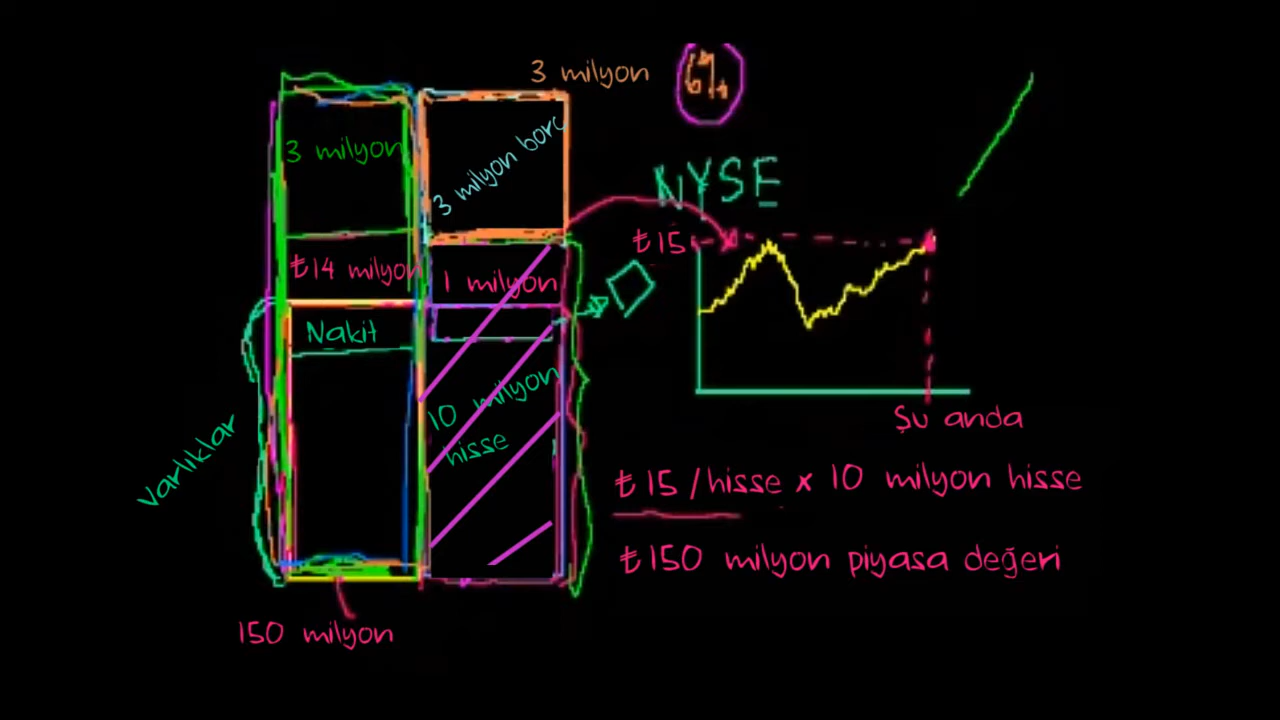 3 milyon
6%
3 milyon
3 milyon borç
NYSE
₺15
₺14 milyon
1 milyon
Nakit
10 milyon
hisse
Varlıklar
Şu anda
₺15/hisse x 10 milyon hisse
₺150 milyon piyasa değeri
150 milyon